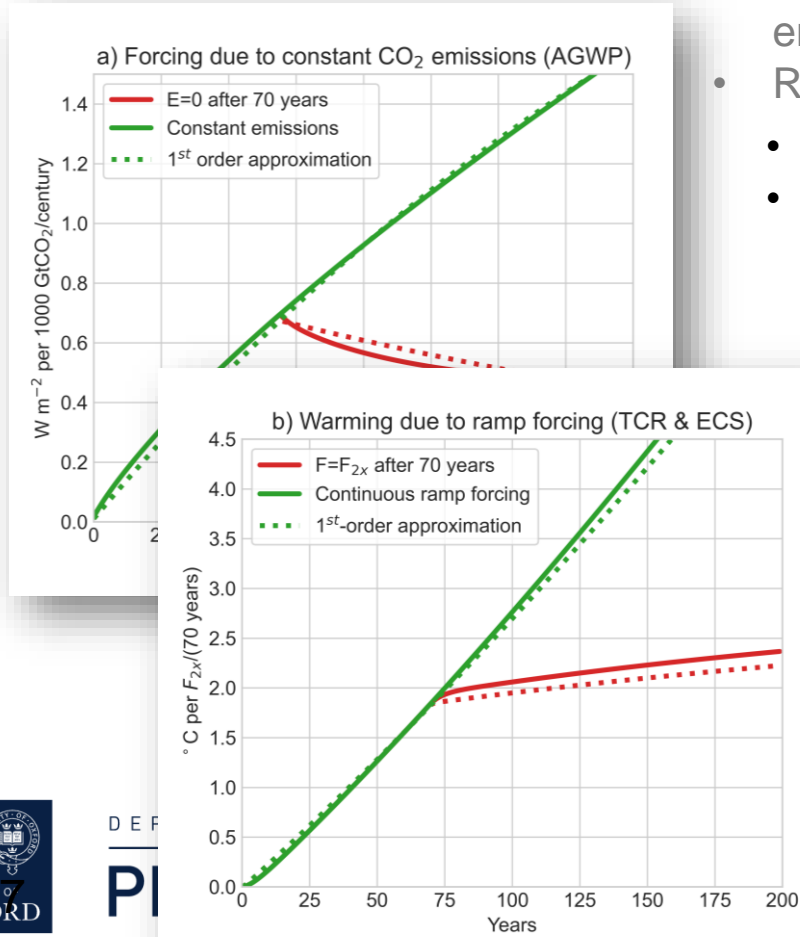 er
R
a) Forcing due to constant CO₂ emissions (AGWP)
E=0 after 70 years
Constant emissions
1ˢᵗ order approximation
W m⁻² per 1000 GtCO₂/century
1.4
1.2
1.0
0.8
0.6
0.4
0.2
0.0
0
2
b) Warming due to ramp forcing (TCR & ECS)
F=F₂ₓ after 70 years
Continuous ramp forcing
1ˢᵗ-order approximation
°C per F₂ₓ/(70 years)
4.5
4.0
3.5
3.0
2.5
2.0
1.5
1.0
0.5
0.0
0 25 50 75 100 125 150 175 200
Years
DEP
P
7
RD